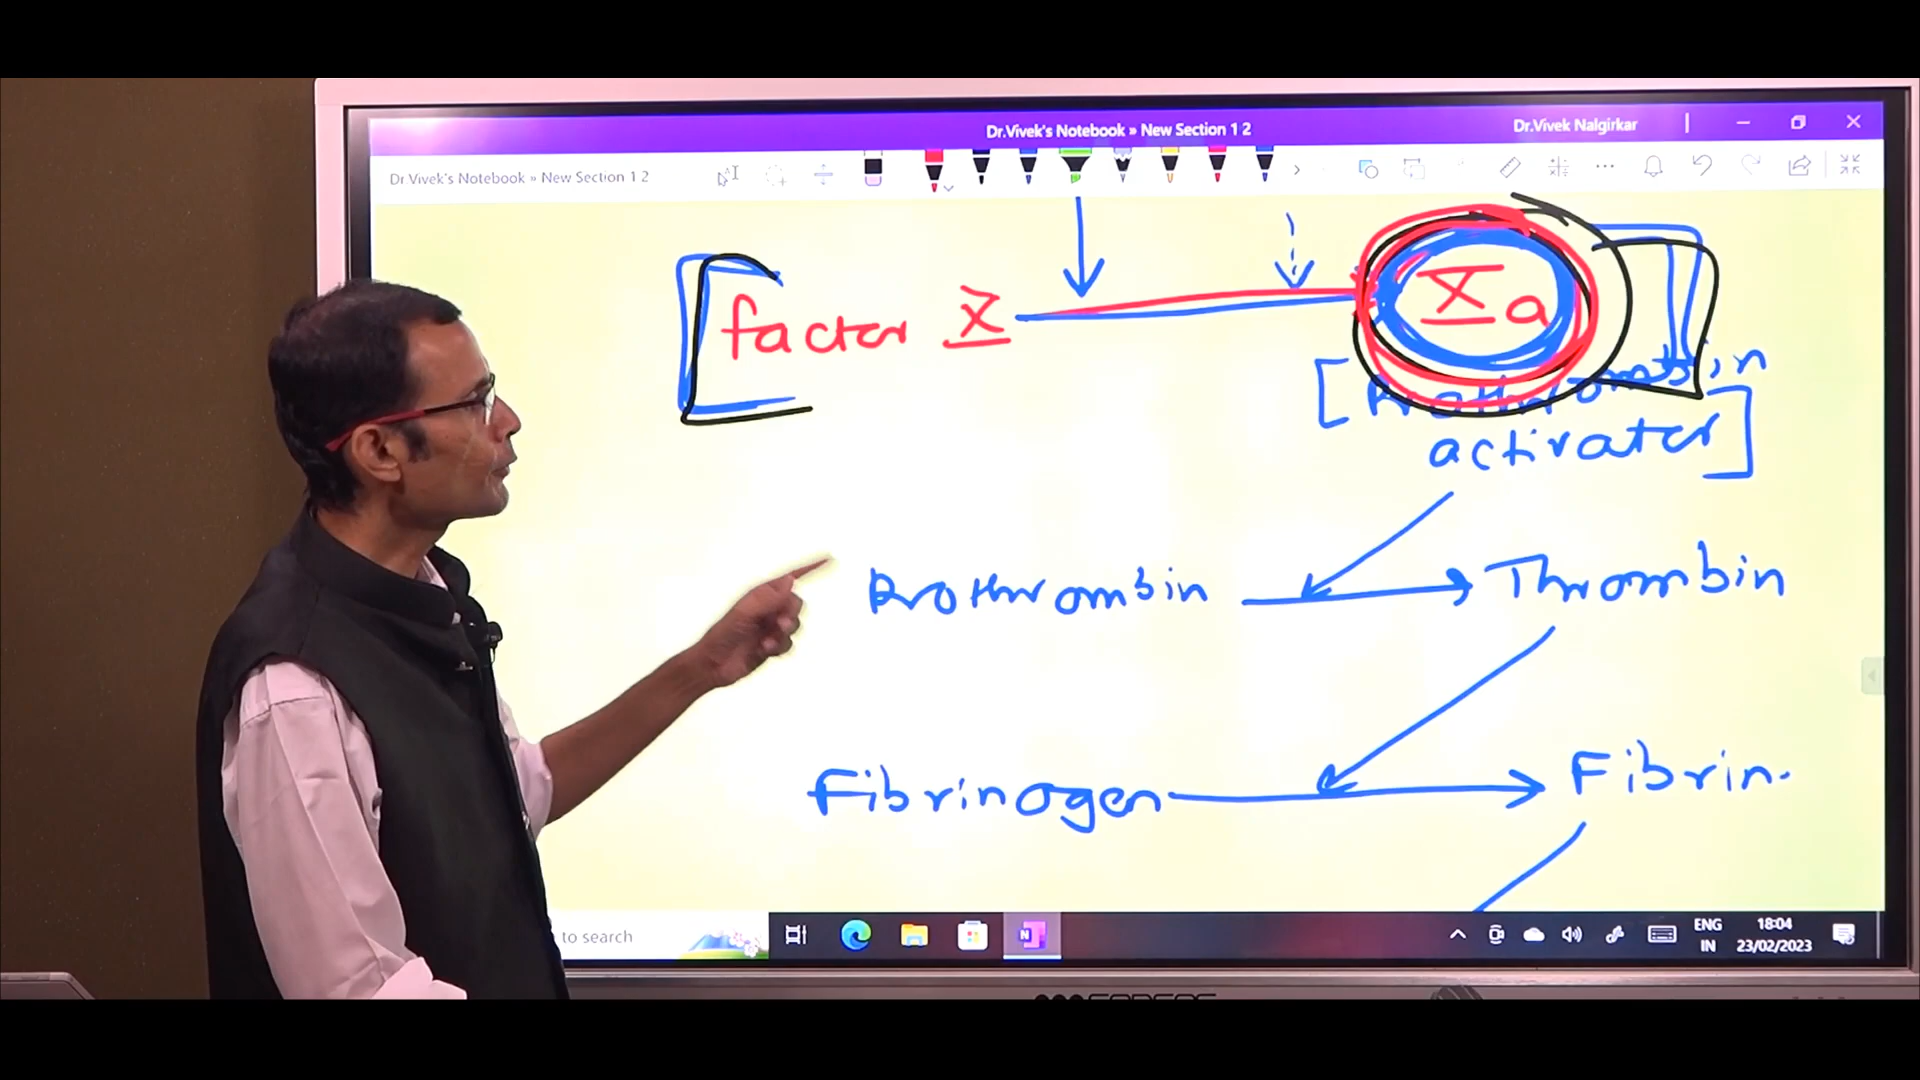 Dr.Vivek's Notebook » New Section 1 2
Dr.Vivek Nalgirkar
Dr.Vivek's Notebook » New Section 1 2
factor X
Xa
[Prothrombin
activator]
Prothrombin
Thrombin
Fibrinogen
Fibrin.
to search
ENG
IN
18:04
23/02/2023